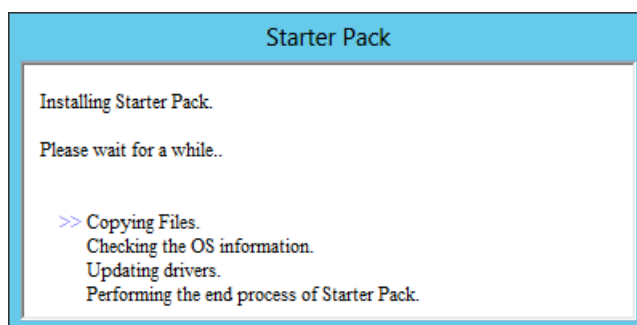 Starter Pack
Installing Starter Pack.
Please wait for a while..
>> Copying Files.
Checking the OS information.
Updating drivers.
Performing the end process of Starter Pack.